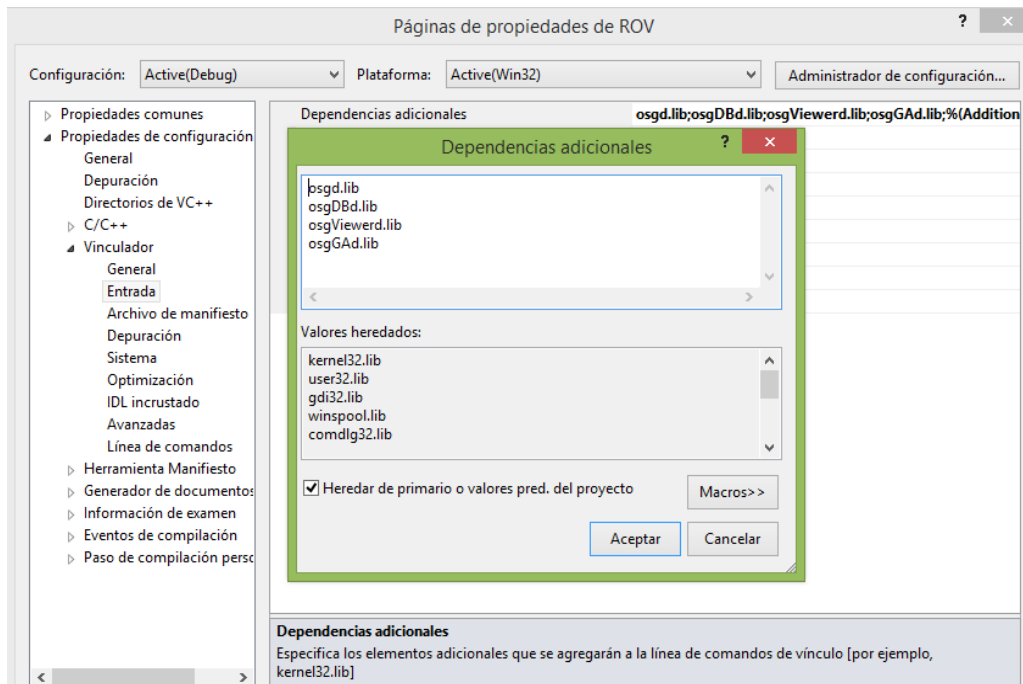 Páginas de propiedades de ROV
Configuración: Active(Debug) Plataforma: Active(Win32) Administrador de configuración...
Propiedades comunes
Propiedades de configuración
General
Depuración
Directorios de VC++
C/C++
Vinculador
General
Entrada
Archivo de manifiesto
Depuración
Sistema
Optimización
IDL incrustado
Avanzadas
Línea de comandos
Herramienta Manifiesto
Generador de documentos
Información de examen
Eventos de compilación
Paso de compilación persc
Dependencias adicionales osgd.lib;osgDBd.lib;osgViewerd.lib;osgGAd.lib;%(Addition
Dependencias adicionales
osgd.lib
osgDBd.lib
osgViewerd.lib
osgGAd.lib
Valores heredados:
kernel32.lib
user32.lib
gdi32.lib
winspool.lib
comdlg32.lib
Heredar de primario o valores pred. del proyecto
Macros>>
Aceptar Cancelar
Dependencias adicionales
Especifica los elementos adicionales que se agregarán a la línea de comandos de vínculo [por ejemplo,
kernel32.lib]